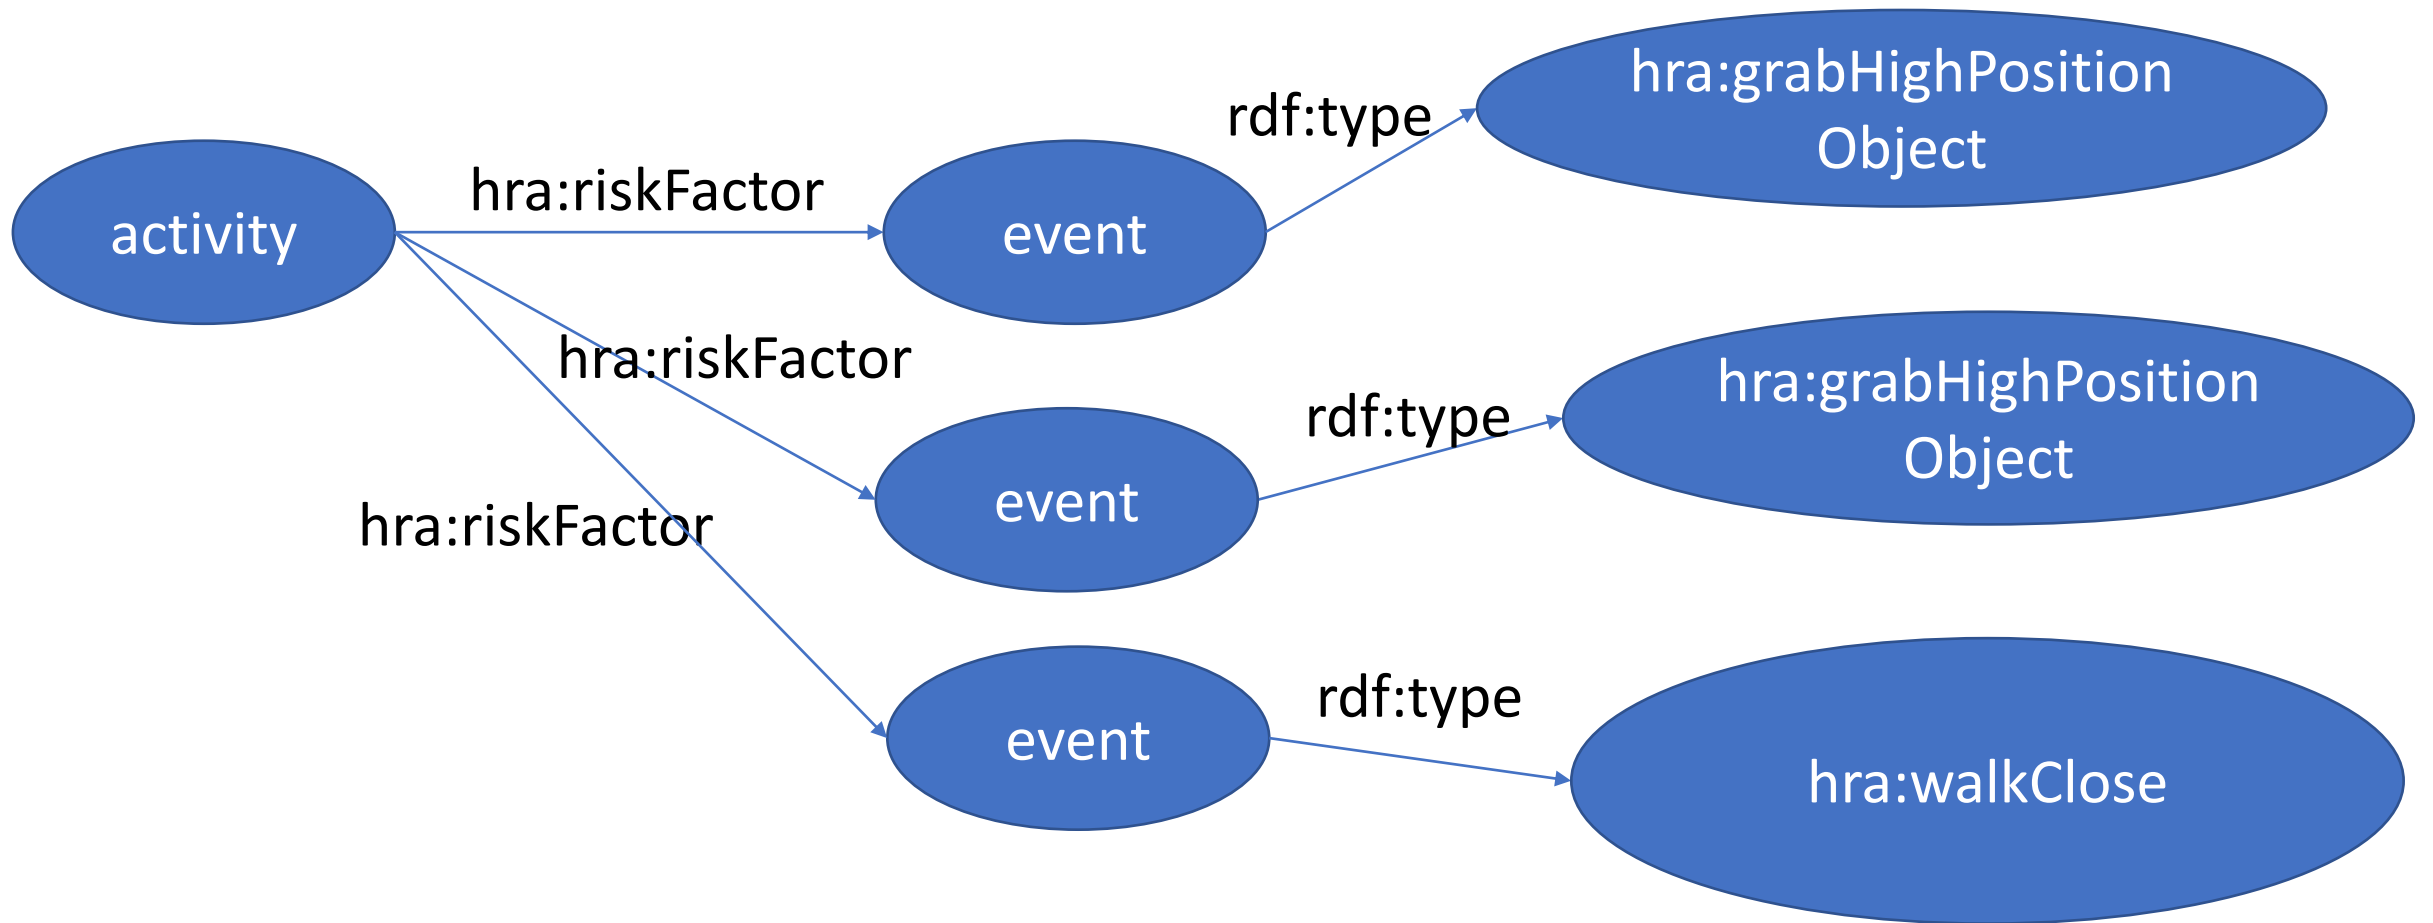 hra:grabHighPosition
Object
rdf:type
hra:riskFactor
activity
event
hra:riskFactor
hra:grabHighPosition
Object
rdf:type
event
hra:riskFactor
rdf:type
event
hra:walkClose